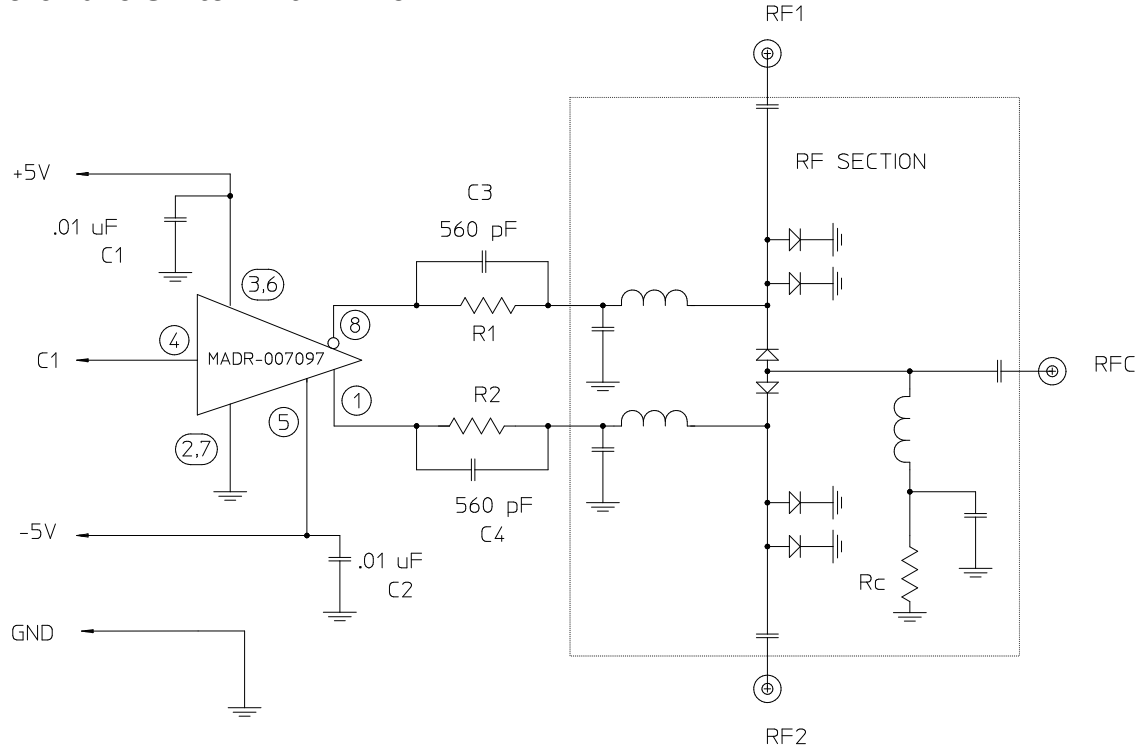 RF1
RF SECTION
+5V
C3
.01 uF
560 pF
C1
3,6
8
R1
4
C1
MADR-007097
RFC
R2
1
5
2,7
560 pF
-5V
C4
.01 uF
C2
Rc
GND
RF2